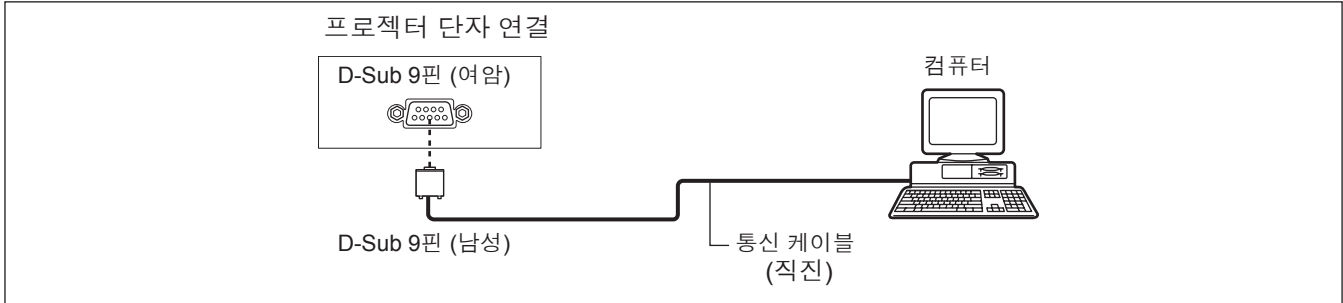 프로젝터 단자 연결
D-Sub 9핀 (여암)
컴퓨터
D-Sub 9핀 (남성)
통신 케이블
(직진)